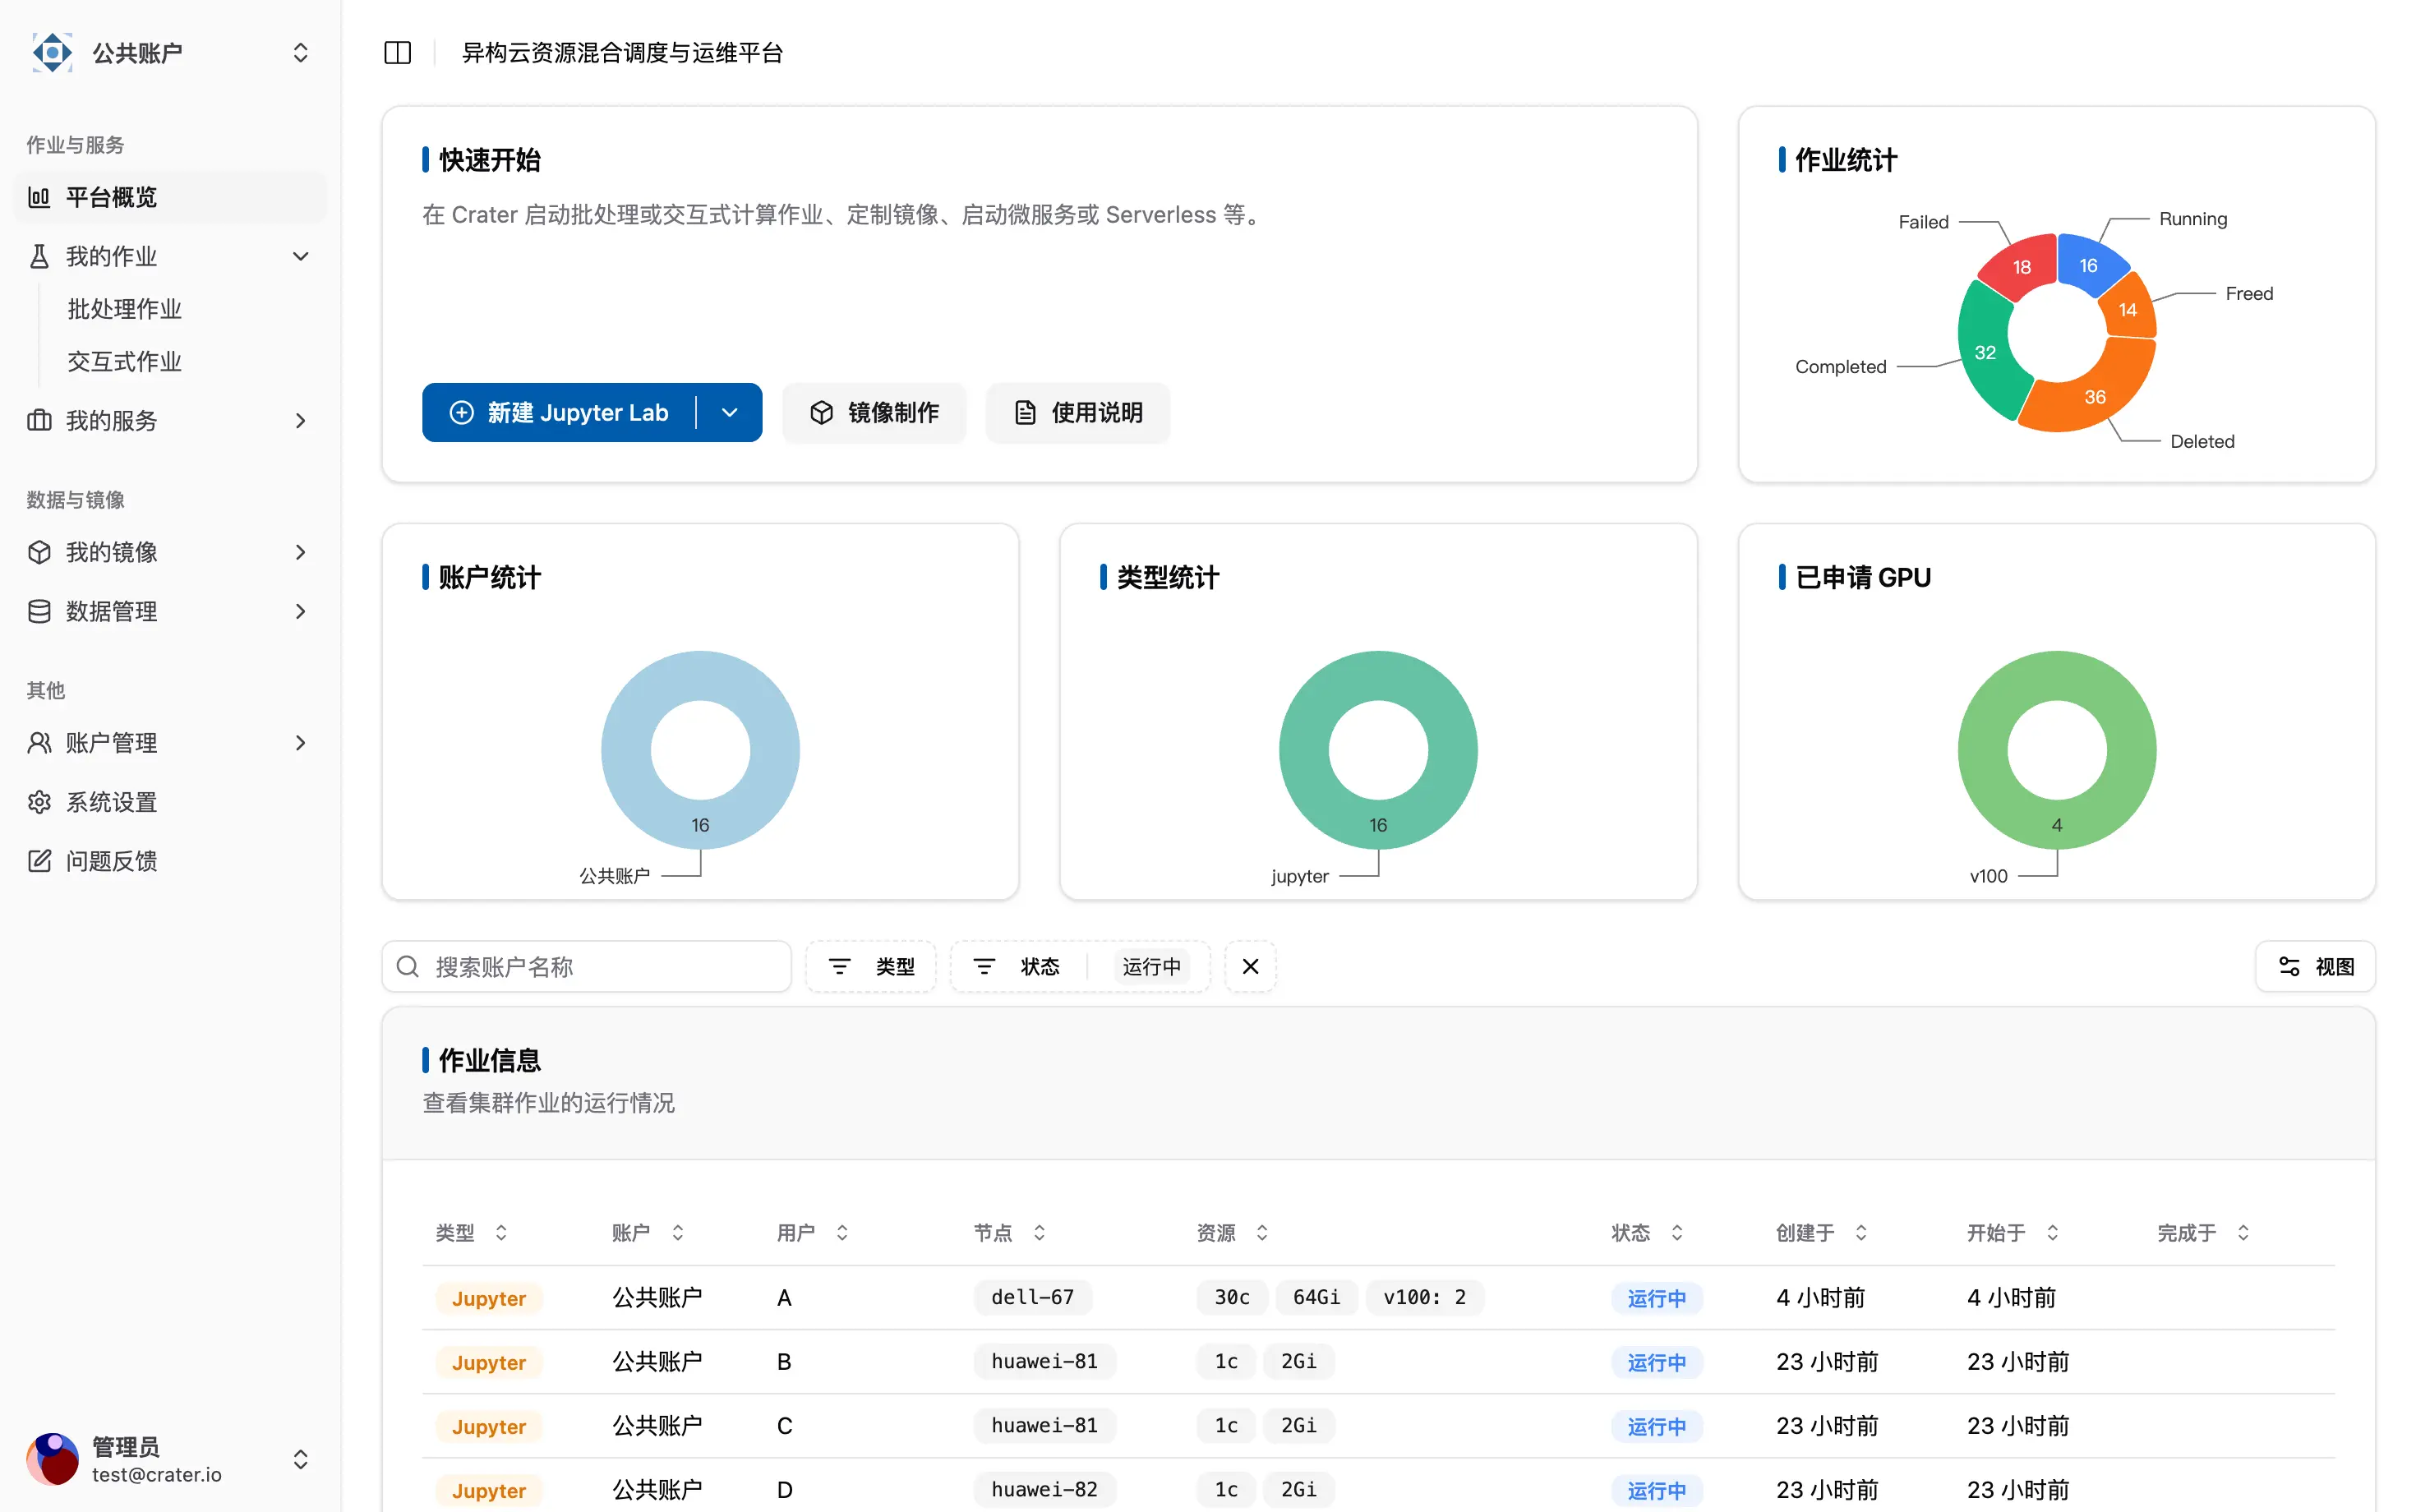 公共账户
作业与服务
平台概览
我的作业
批处理作业
交互式作业
我的服务
数据与镜像
我的镜像
数据管理
其他
账户管理
系统设置
问题反馈
管理员
test@crater.io
异构云资源混合调度与运维平台
快速开始
在 Crater 启动批处理或交互式计算作业、定制镜像、启动微服务或 Serverless 等。
新建 Jupyter Lab
镜像制作
使用说明
作业统计
Failed
Running
18
16
Freed
14
32
Completed
36
Deleted
账户统计
16
公共账户
类型统计
16
jupyter
已申请 GPU
4
v100
搜索账户名称
类型
状态
运行中
视图
作业信息
查看集群作业的运行情况
类型 账户 用户 节点 资源 状态 创建于 开始于 完成于
Jupyter 公共账户 A dell-67 30c 64Gi v100: 2 运行中 4 小时前 4 小时前
Jupyter 公共账户 B huawei-81 1c 2Gi 运行中 23 小时前 23 小时前
Jupyter 公共账户 C huawei-81 1c 2Gi 运行中 23 小时前 23 小时前
Jupyter 公共账户 D huawei-82 1c 2Gi 运行中 23 小时前 23 小时前